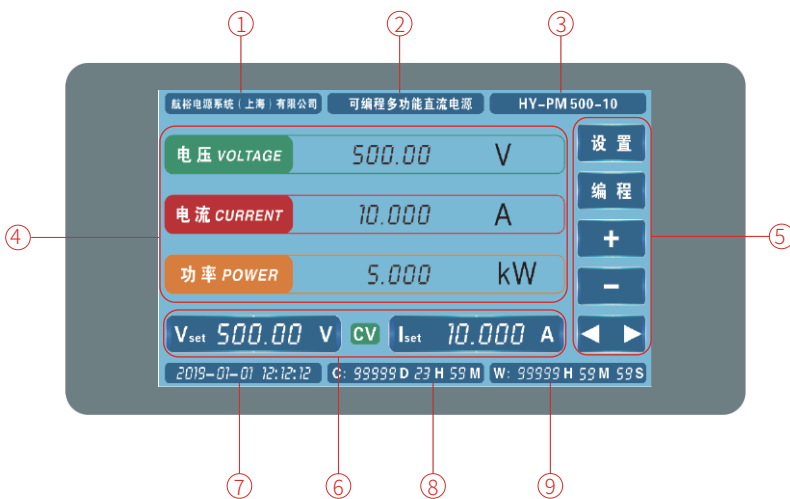 ① ② ③
航裕电源系统(上海)有限公司 可编程多功能直流电源 HY-PM 500-10
电压 VOLTAGE 500.00 V 设置
编程
电流 CURRENT 10.000 A
+
④ ⑤
功率 POWER 5.000 kW
−
Vset 500.00 V CV Iset 10.000 A ◀ ▶
2019-01-01 12:12:12 C: 99999 D 23 H 59 M W: 99999 H 59 M 59 S
⑦ ⑥ ⑧ ⑨